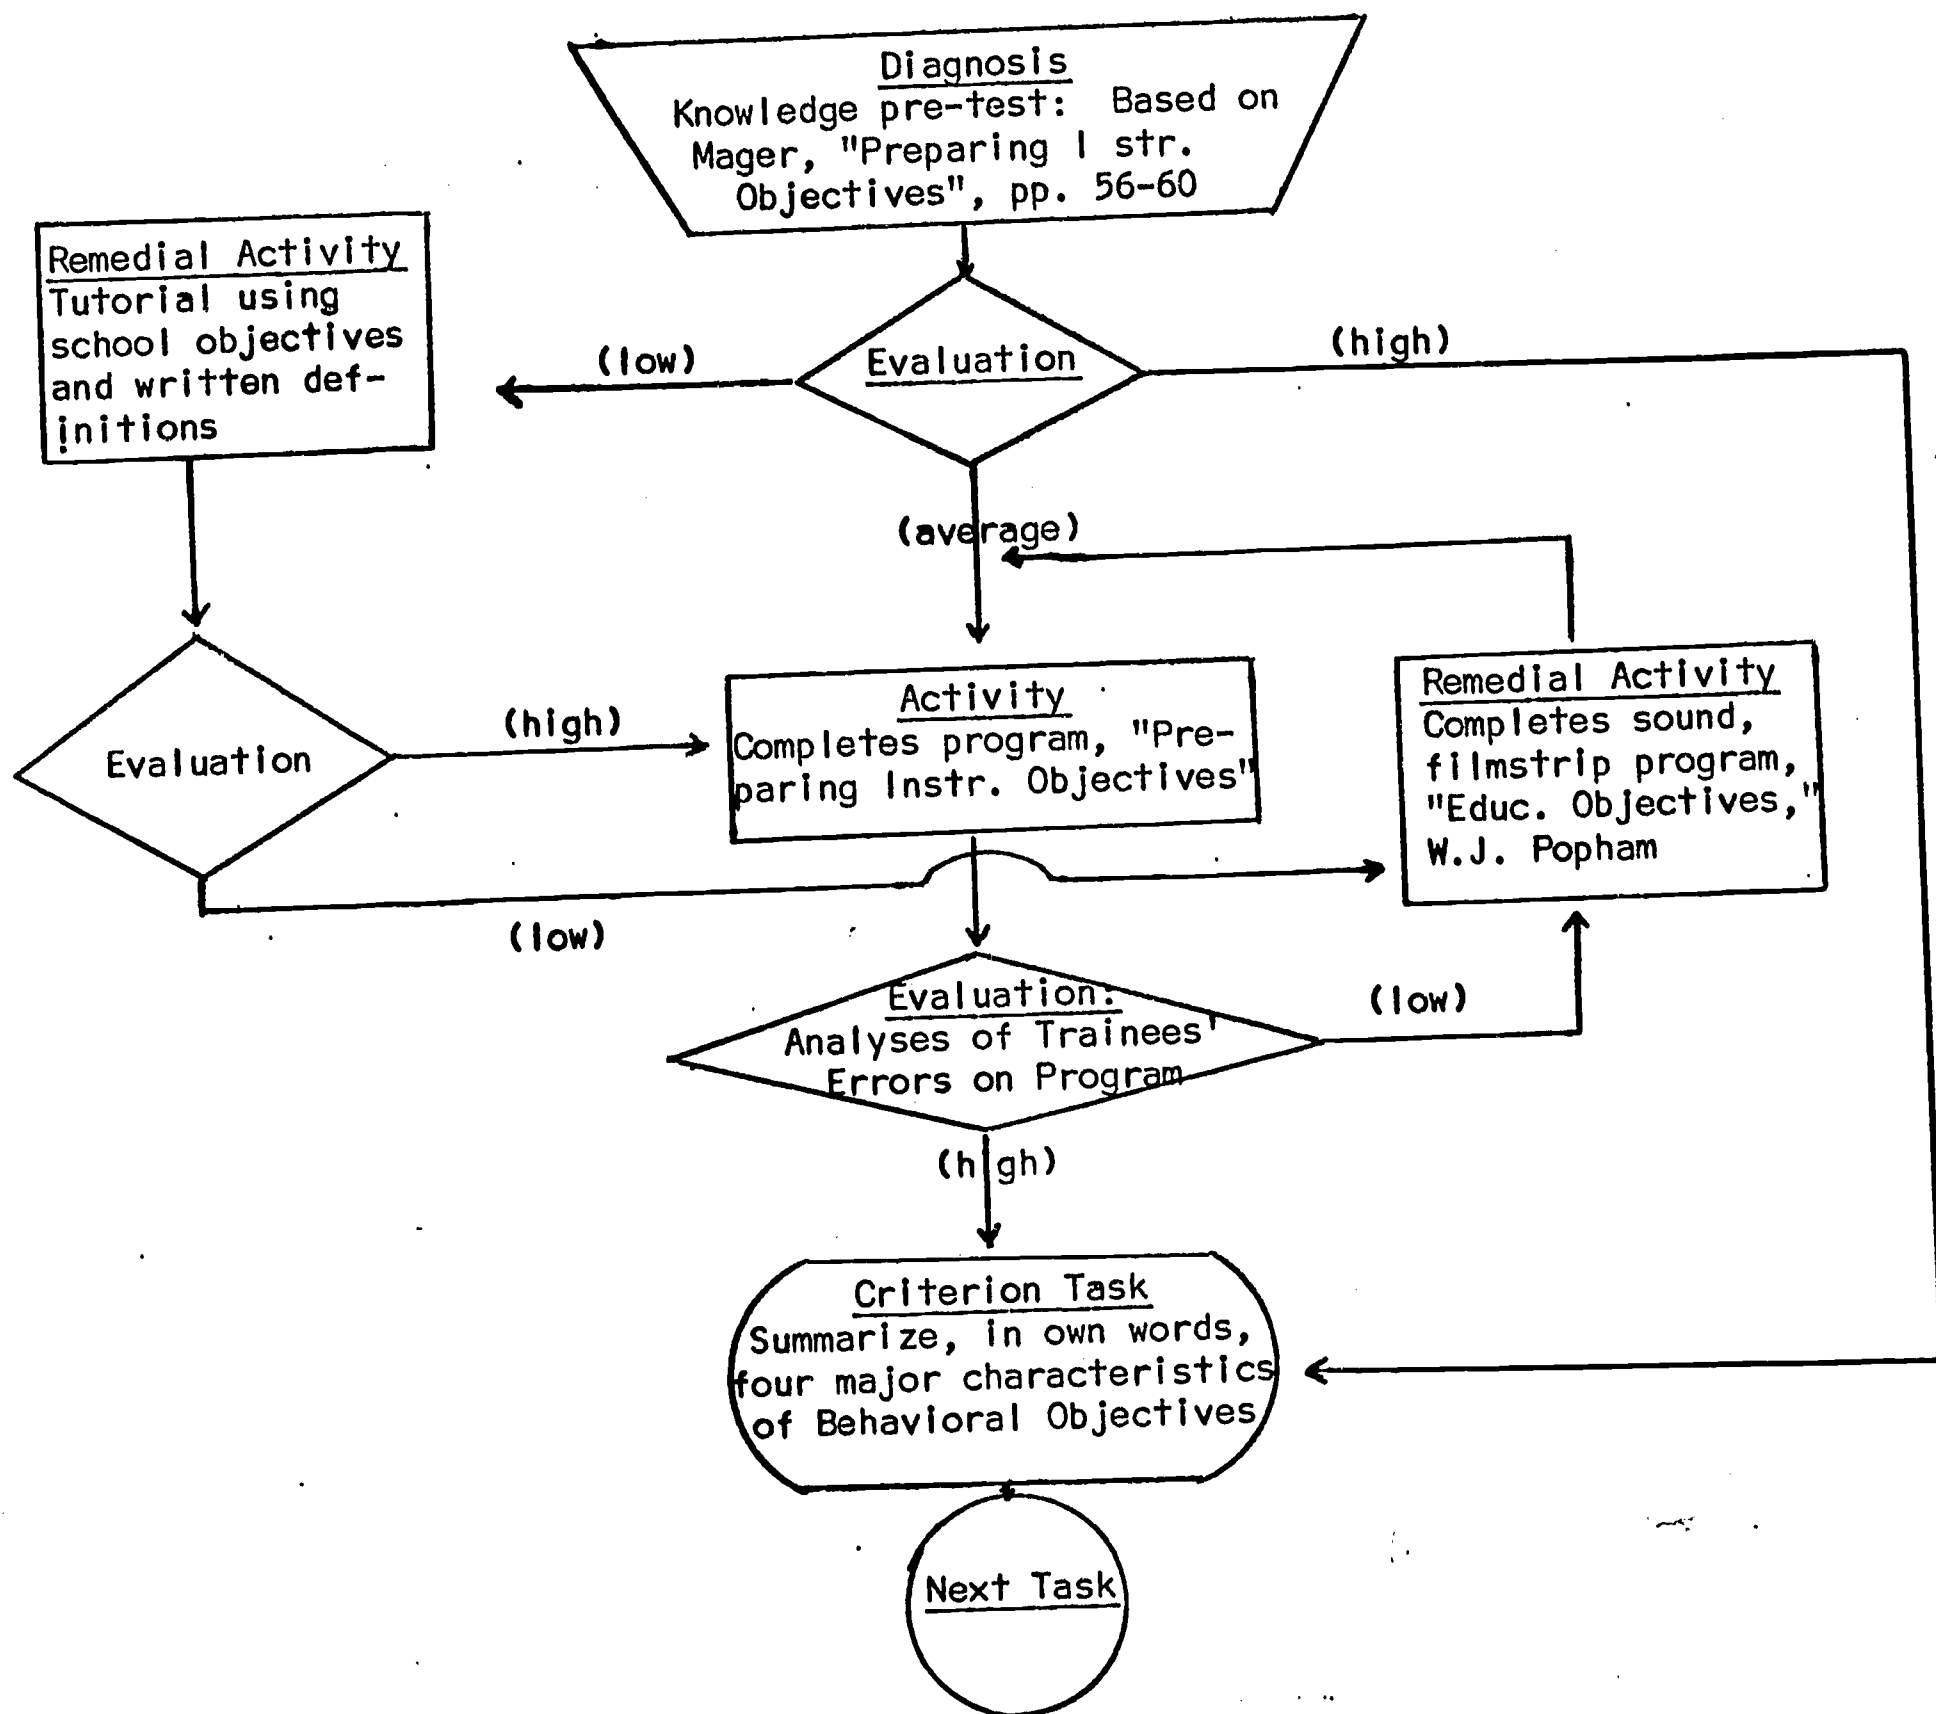 Diagnosis
Knowledge pre-test: Based on
Mager, "Preparing I str.
Objectives", pp. 56-60
Remedial Activity
Tutorial using
school objectives
and written def-
initions
(low)
Evaluation
(high)
(average)
Evaluation
(high)
Activity
Completes program, "Pre-
paring Instr. Objectives"
Remedial Activity
Completes sound,
filmstrip program,
"Educ. Objectives,"
W.J. Popham
(low)
Evaluation:
Analyses of Trainees'
Errors on Program
(low)
(high)
Criterion Task
Summarize, in own words,
four major characteristics
of Behavioral Objectives
Next Task